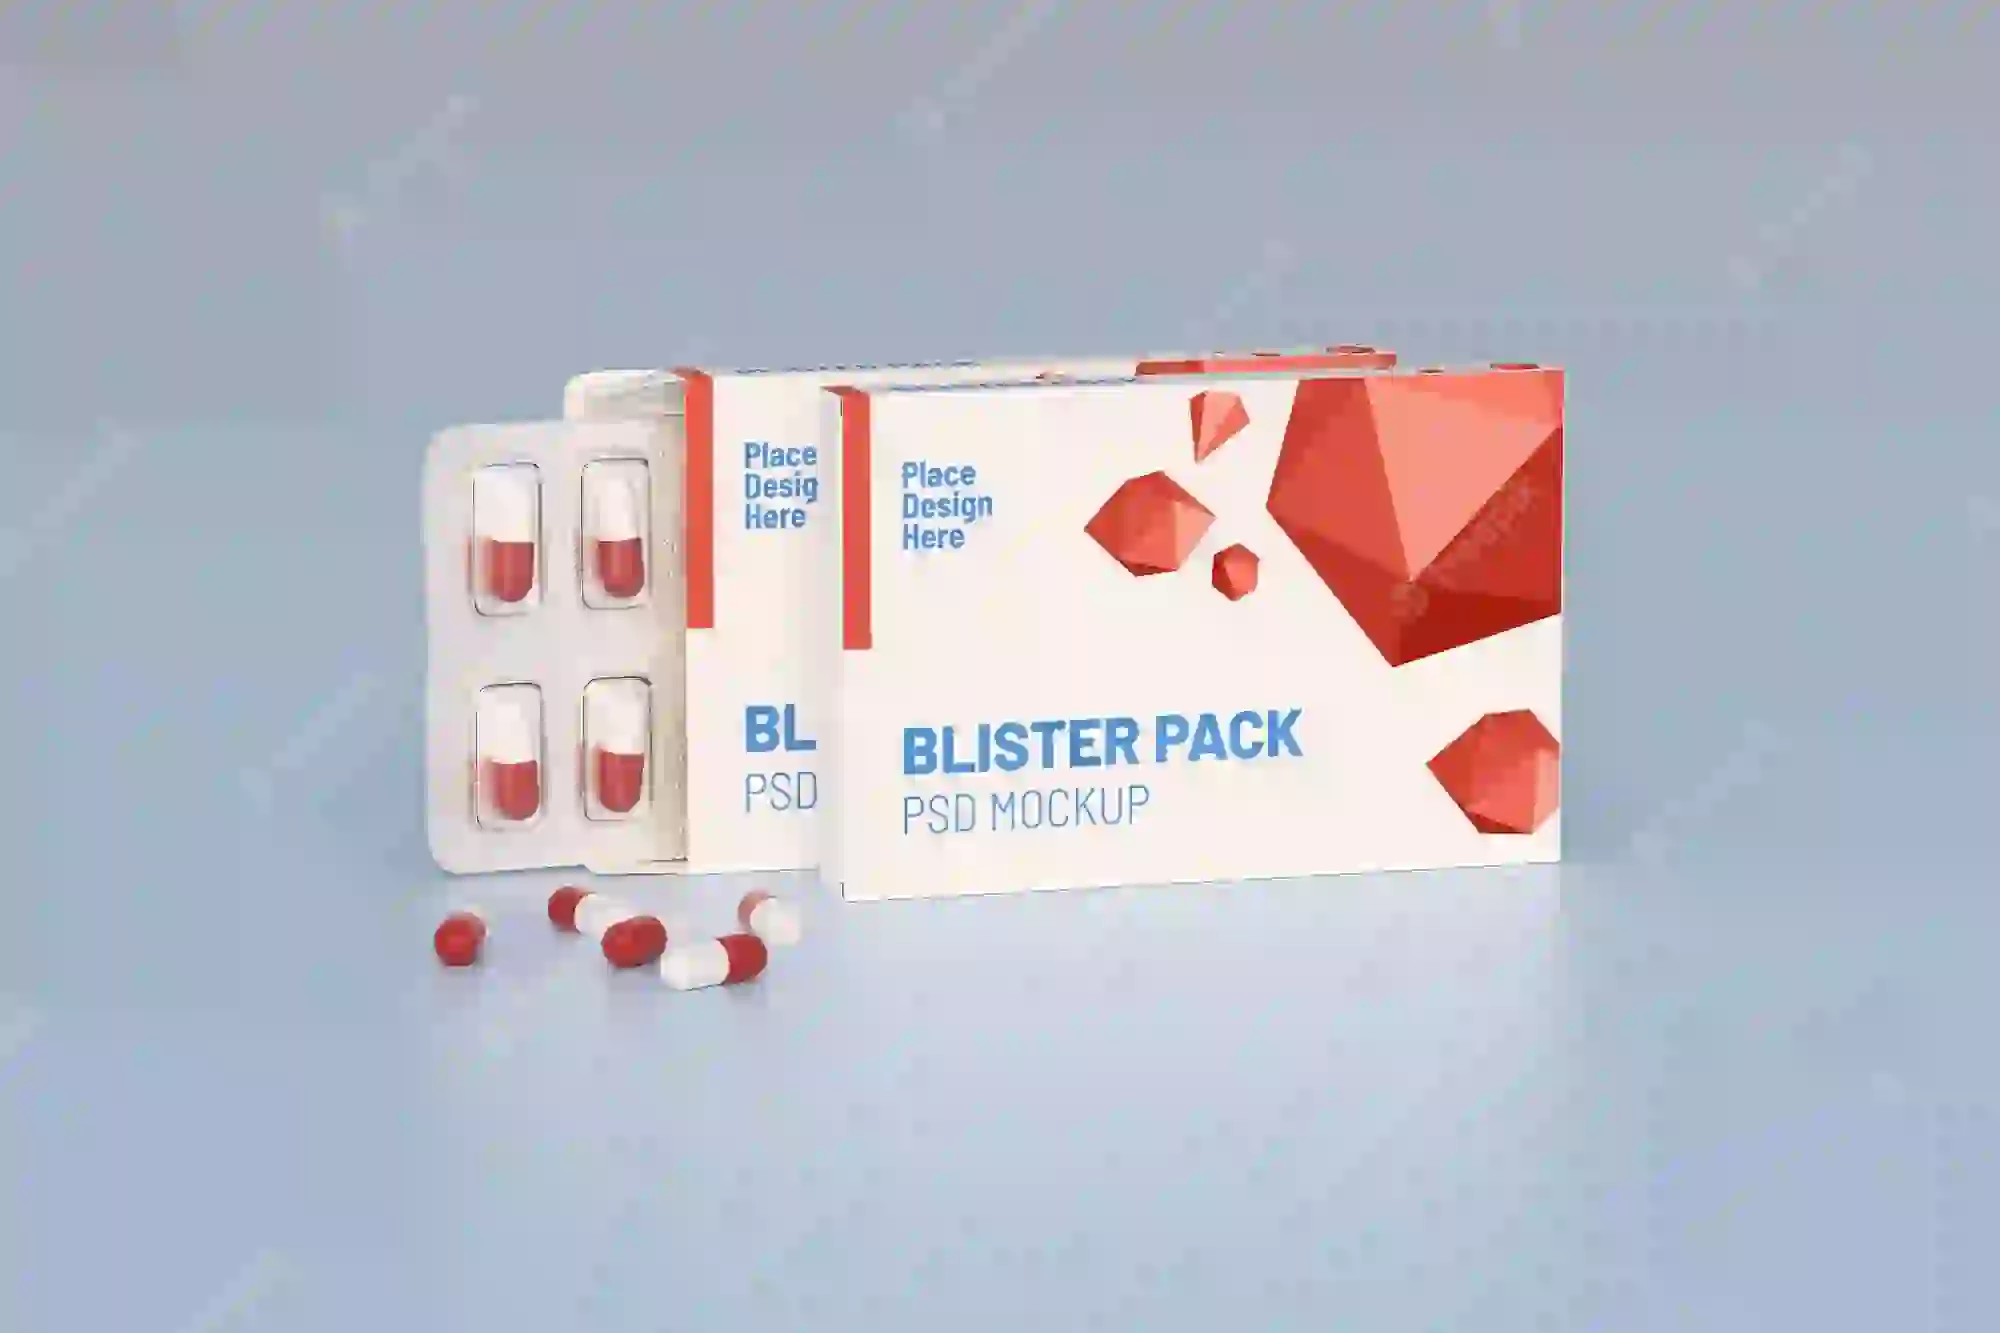 Place
Desig
Here
BL
PSD
Place
Design
Here
BLISTER PACK
PSD MOCKUP